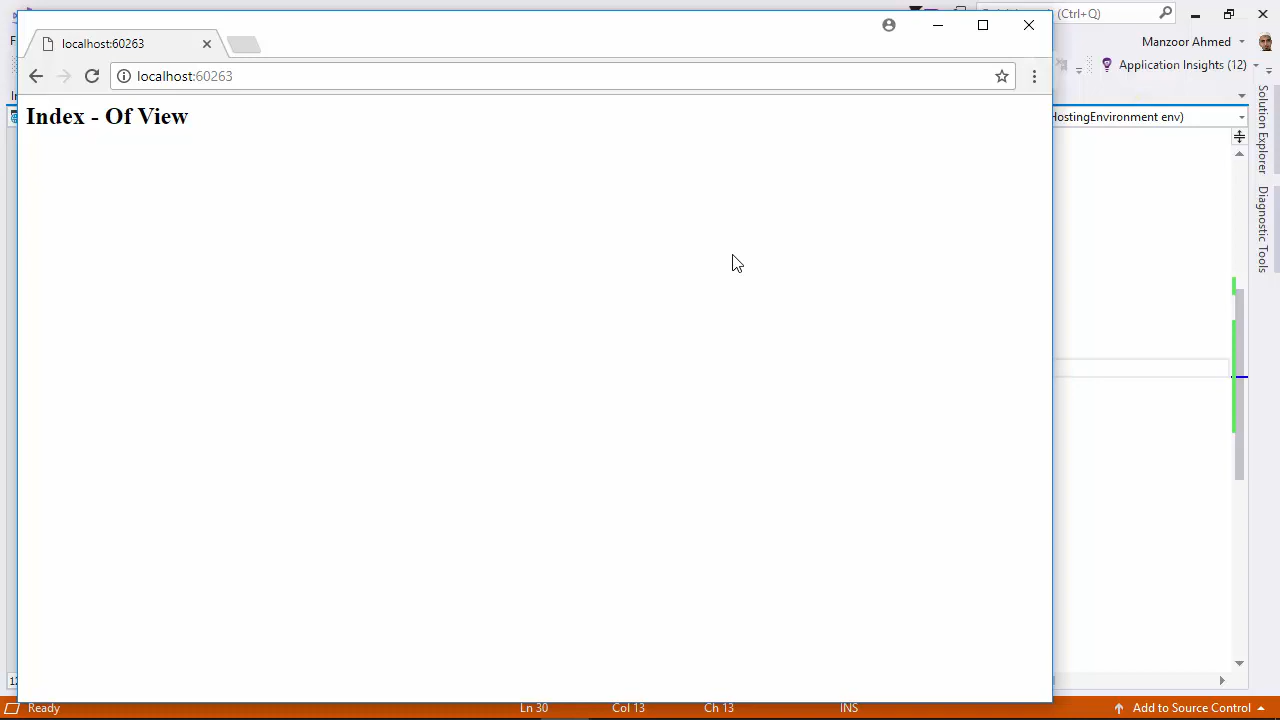 (Ctrl+Q)
localhost:60263
Manzoor Ahmed
localhost:60263
Application Insights (12)
Index - Of View
HostingEnvironment env)
Solution Explorer
Diagnostic Tools
Ready
Ln 30
Col 13
Ch 13
INS
Add to Source Control